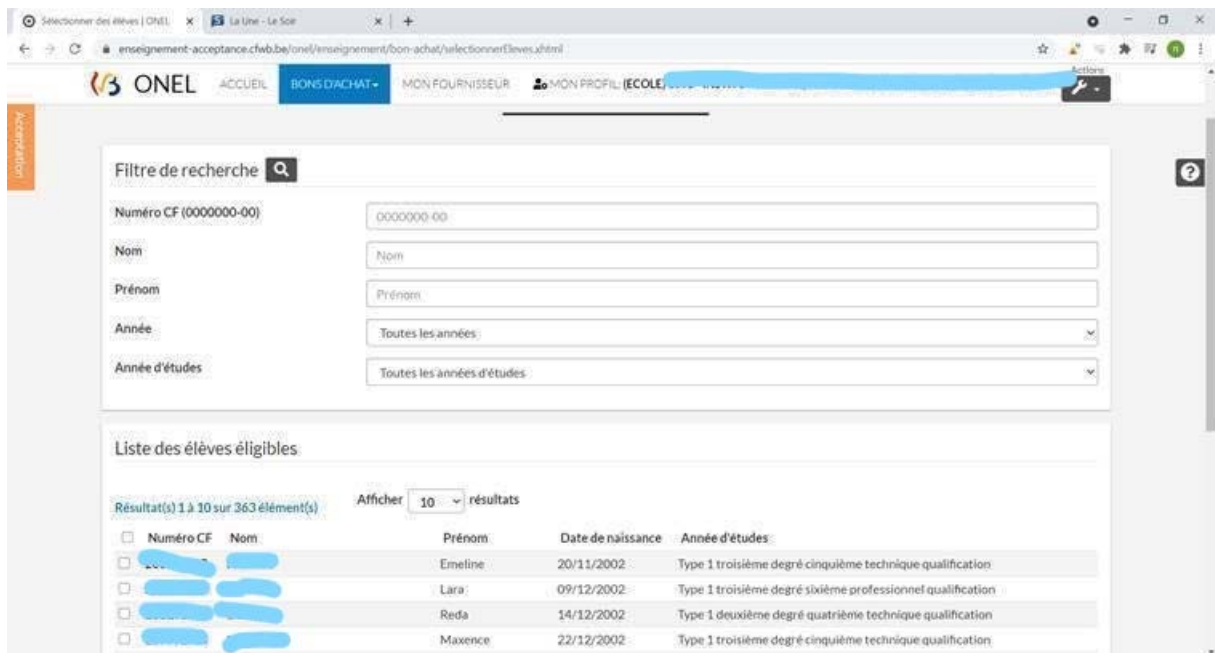 Sélectionner des élèves | ONEL
La Une - Le Soir
enseignement-acceptance.cfwb.be/onel/enseignement/bon-achat/selectionnerEleves.xhtml
ONEL ACCUEIL BONS D'ACHAT MON FOURNISSEUR MON PROFIL: (ECOLE)
Actions
Acceptation
Filtre de recherche
?
Numéro CF (0000000-00) 0000000-00
Nom Nom
Prénom Prénom
Année Toutes les années
Année d'études Toutes les années d'études
Liste des élèves éligibles
Résultat(s) 1 à 10 sur 363 élément(s) Afficher 10 résultats
Numéro CF Nom Prénom Date de naissance Année d'études
Emeline 20/11/2002 Type 1 troisième degré cinquième technique qualification
Lara 09/12/2002 Type 1 troisième degré sixième professionnel qualification
Reda 14/12/2002 Type 1 deuxième degré quatrième technique qualification
Maxence 22/12/2002 Type 1 troisième degré cinquième technique qualification